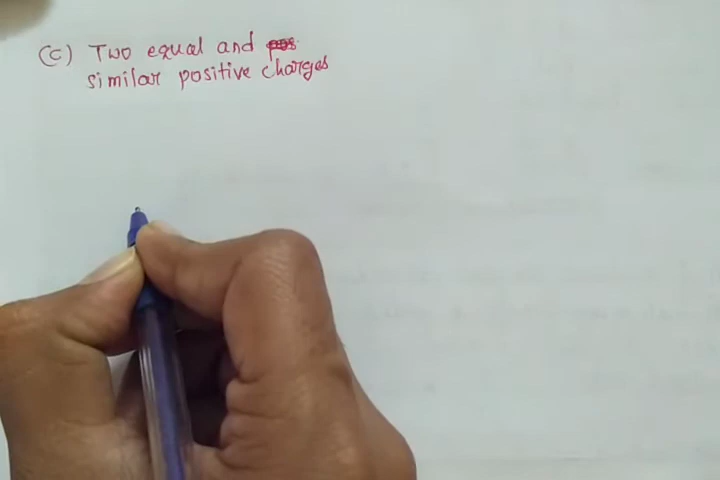 (c) Two equal and
similar positive charges